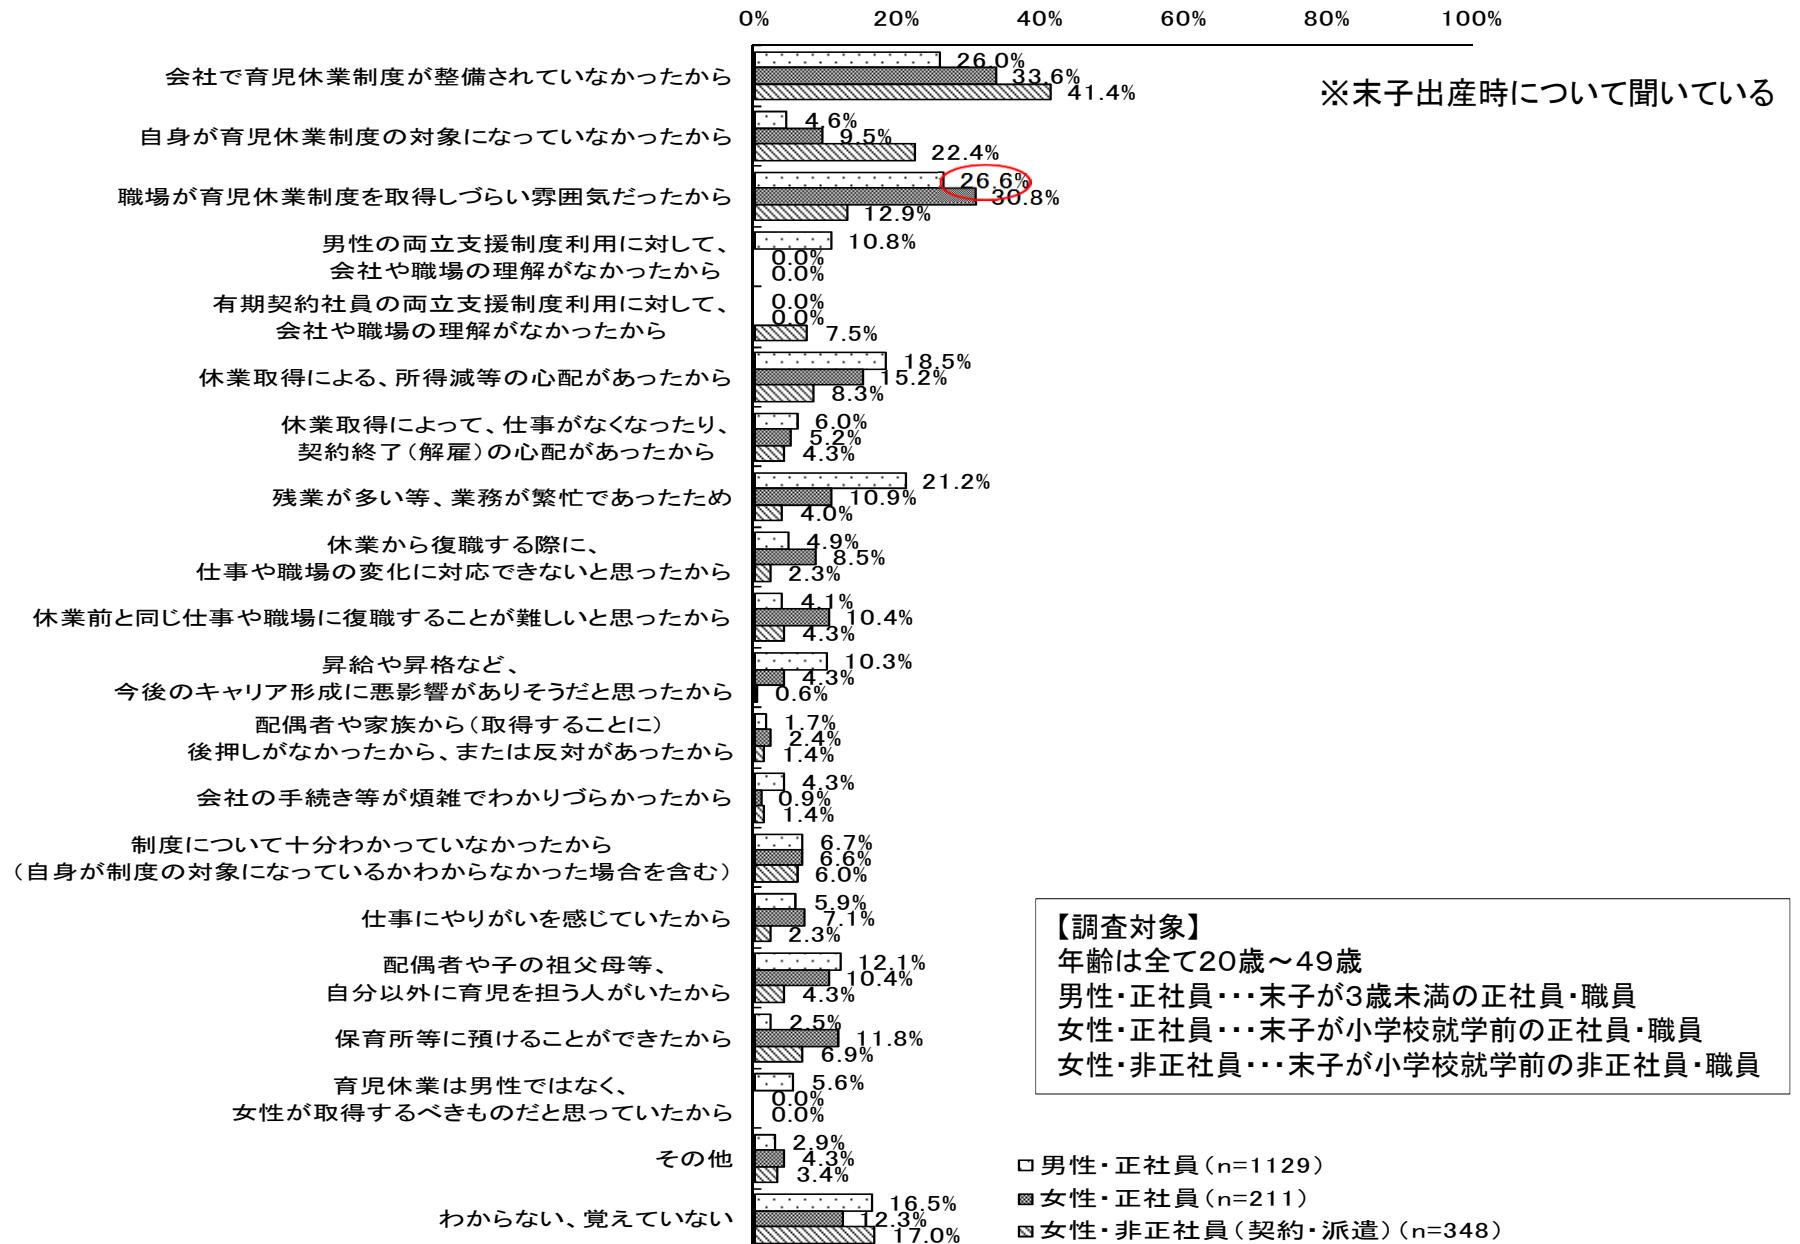 0% 20% 40% 60% 80% 100%
※末子出産時について聞いている
会社で育児休業制度が整備されていなかったから
26.0%
33.6%
41.4%
自身が育児休業制度の対象になっていなかったから
4.6%
9.5%
22.4%
職場が育児休業制度を取得しづらい雰囲気だったから
26.6%
30.8%
12.9%
男性の両立支援制度利用に対して、
会社や職場の理解がなかったから
10.8%
0.0%
0.0%
有期契約社員の両立支援制度利用に対して、
会社や職場の理解がなかったから
0.0%
0.0%
7.5%
休業取得による、所得減等の心配があったから
18.5%
15.2%
8.3%
休業取得によって、仕事がなくなったり、
契約終了（解雇）の心配があったから
6.0%
5.2%
4.3%
残業が多い等、業務が繁忙であったため
21.2%
10.9%
4.0%
休業から復職する際に、
仕事や職場の変化に対応できないと思ったから
4.9%
8.5%
2.3%
休業前と同じ仕事や職場に復職することが難しいと思ったから
4.1%
10.4%
4.3%
昇給や昇格など、
今後のキャリア形成に悪影響がありそうだと思ったから
10.3%
4.3%
0.6%
配偶者や家族から（取得することに）
後押しがなかったから、または反対があったから
1.7%
2.4%
1.4%
会社の手続き等が煩雑でわかりづらかったから
4.3%
0.9%
1.4%
制度について十分わかっていなかったから
（自身が制度の対象になっているかわからなかった場合を含む）
6.7%
6.6%
6.0%
仕事にやりがいを感じていたから
5.9%
7.1%
2.3%
配偶者や子の祖父母等、
自分以外に育児を担う人がいたから
12.1%
10.4%
4.3%
保育所等に預けることができたから
2.5%
11.8%
6.9%
育児休業は男性ではなく、
女性が取得するべきものだと思っていたから
5.6%
0.0%
0.0%
その他
2.9%
4.3%
3.4%
わからない、覚えていない
16.5%
12.3%
17.0%
【調査対象】
年齢は全て20歳～49歳
男性・正社員・・・末子が3歳未満の正社員・職員
女性・正社員・・・末子が小学校就学前の正社員・職員
女性・非正社員・・・末子が小学校就学前の非正社員・職員
男性・正社員（n=1129）
女性・正社員（n=211）
女性・非正社員（契約・派遣）（n=348）